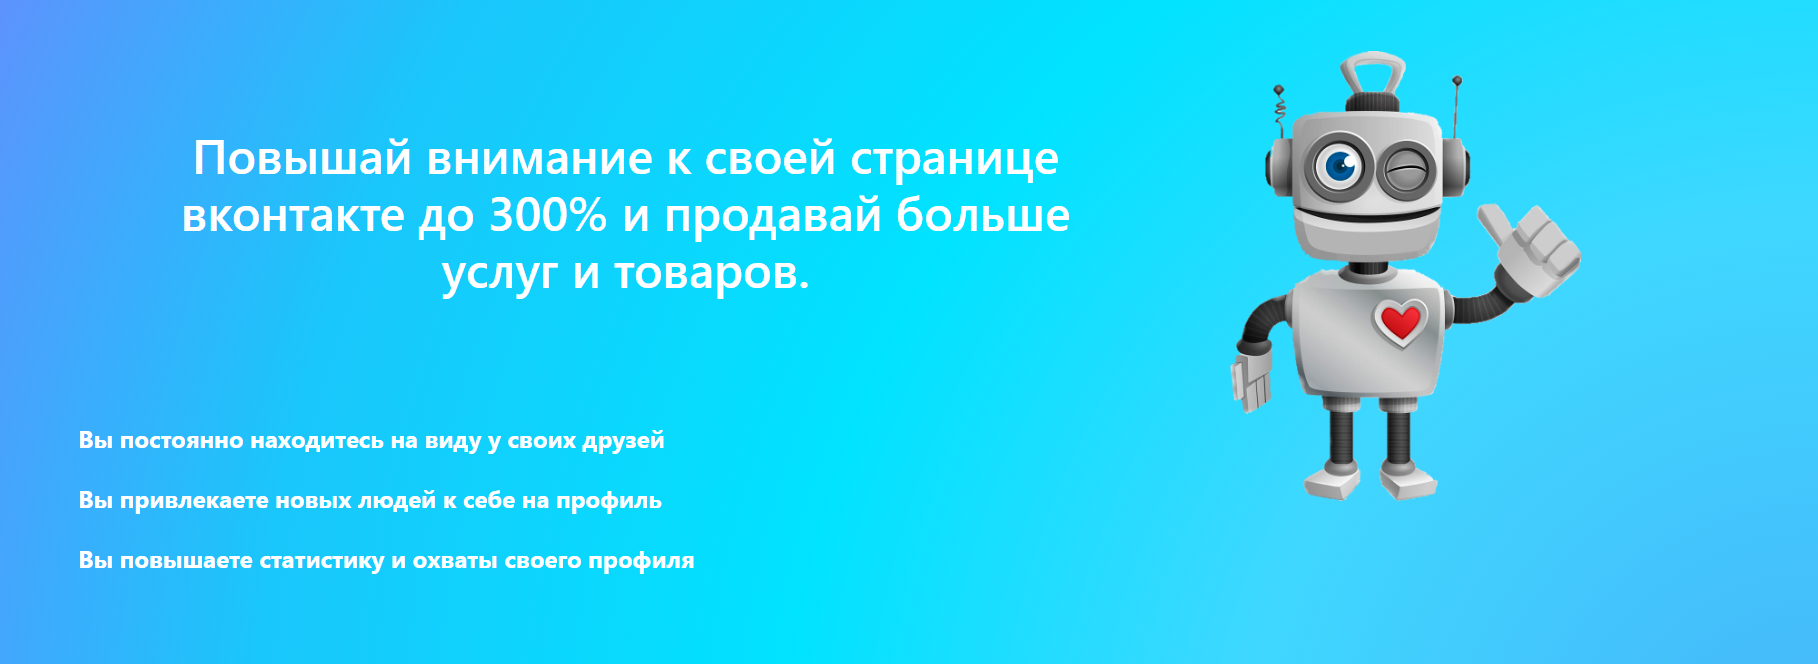 Повышай внимание к своей странице
вконтакте до 300% и продавай больше
услуг и товаров.
Вы постоянно находитесь на виду у своих друзей
Вы привлекаете новых людей к себе на профиль
Вы повышаете статистику и охваты своего профиля